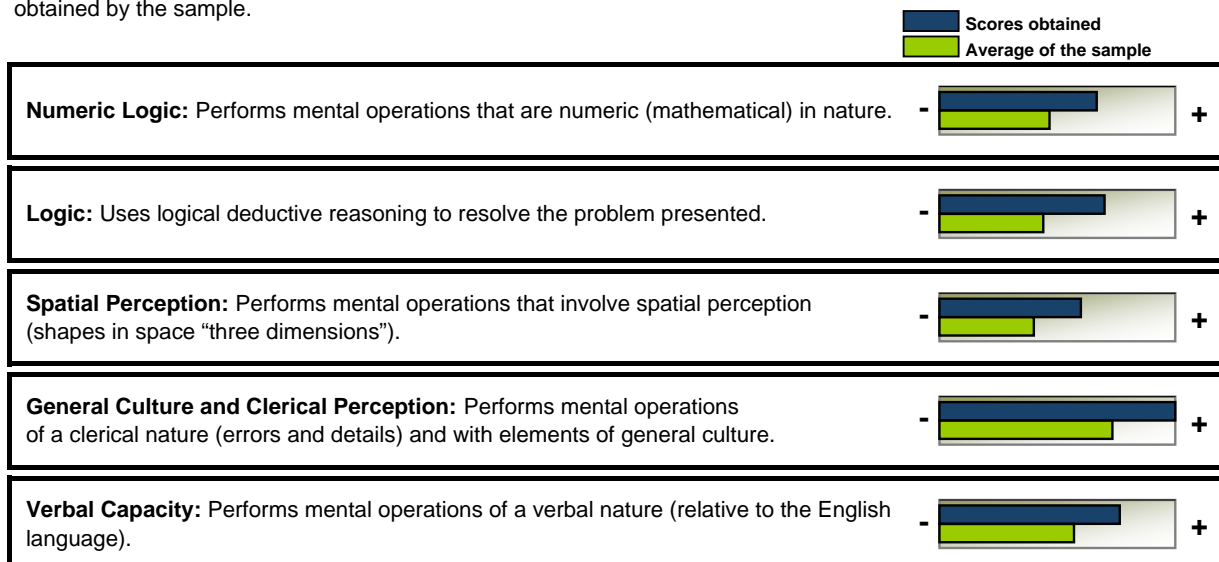 obtained by the sample.
Scores obtained
Average of the sample
Numeric Logic: Performs mental operations that are numeric (mathematical) in nature.
- +
Logic: Uses logical deductive reasoning to resolve the problem presented.
- +
Spatial Perception: Performs mental operations that involve spatial perception
(shapes in space “three dimensions”).
- +
General Culture and Clerical Perception: Performs mental operations
of a clerical nature (errors and details) and with elements of general culture.
- +
Verbal Capacity: Performs mental operations of a verbal nature (relative to the English
language).
- +